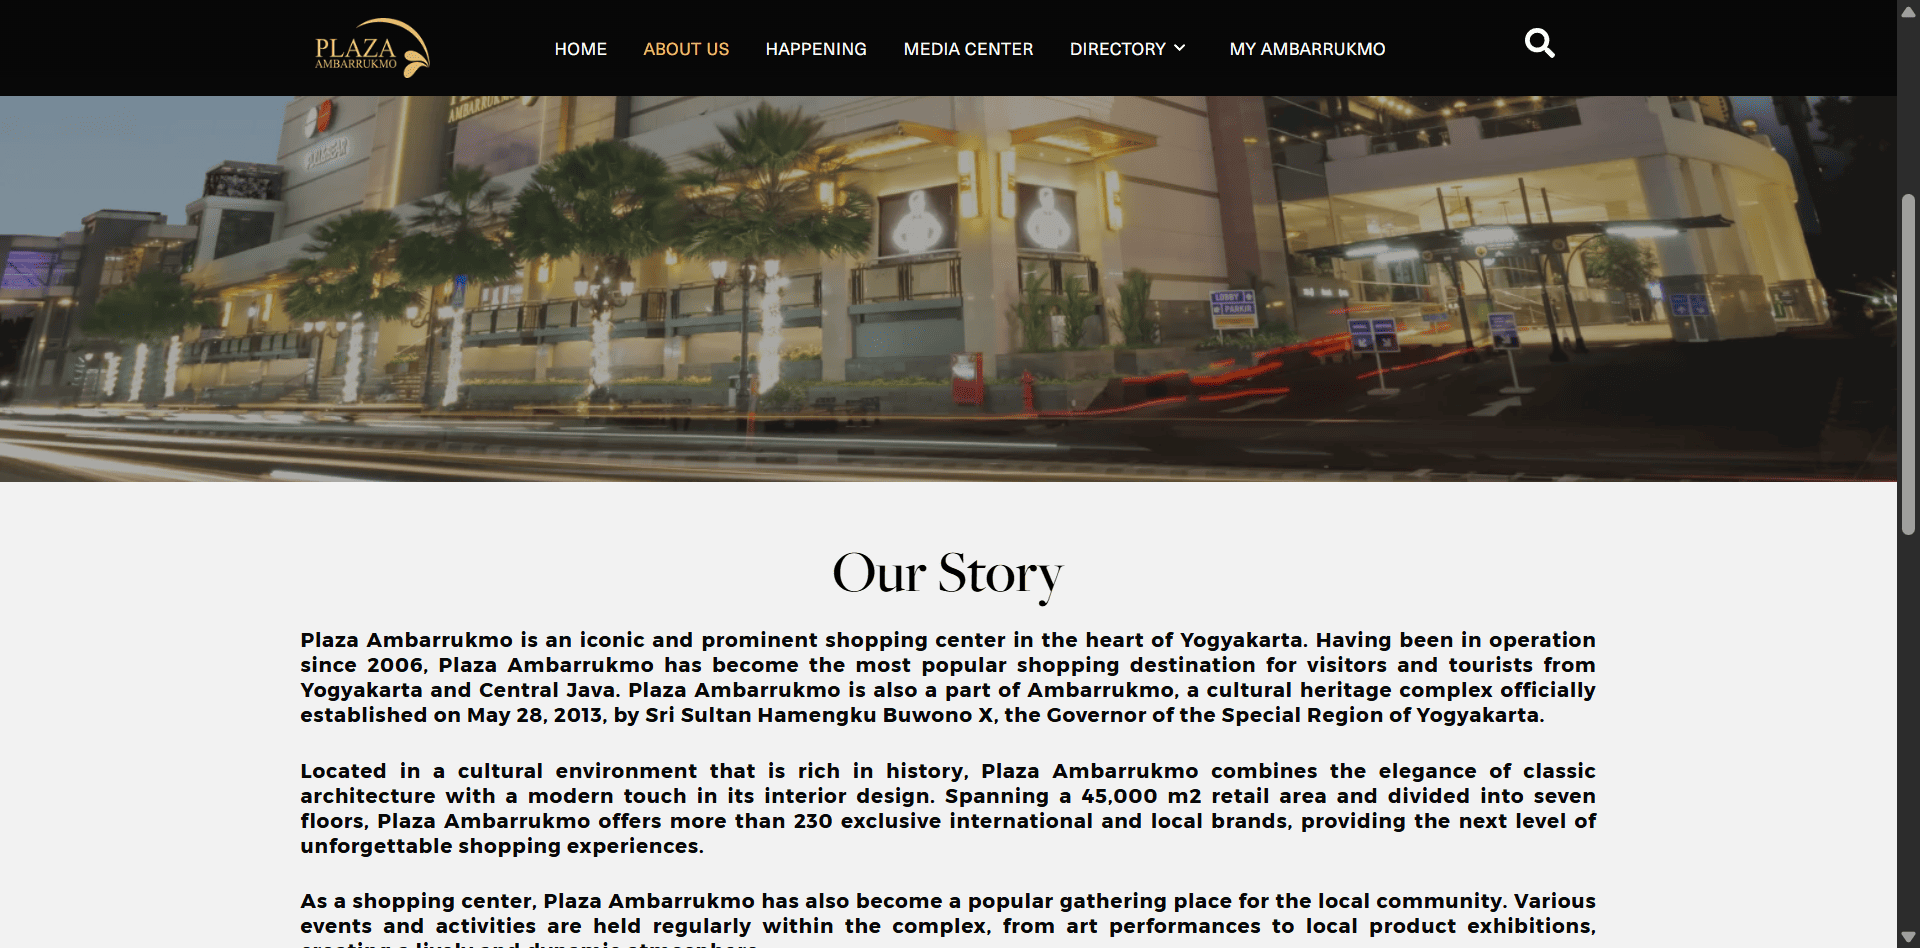 PLAZA
AMBARRUKMO
HOME ABOUT US HAPPENING MEDIA CENTER DIRECTORY MY AMBARRUKMO
AMBARRUKMO
LOBBY
PARKIR
Our Story
Plaza Ambarrukmo is an iconic and prominent shopping center in the heart of Yogyakarta. Having been in operation
since 2006, Plaza Ambarrukmo has become the most popular shopping destination for visitors and tourists from
Yogyakarta and Central Java. Plaza Ambarrukmo is also a part of Ambarrukmo, a cultural heritage complex officially
established on May 28, 2013, by Sri Sultan Hamengku Buwono X, the Governor of the Special Region of Yogyakarta.
Located in a cultural environment that is rich in history, Plaza Ambarrukmo combines the elegance of classic
architecture with a modern touch in its interior design. Spanning a 45,000 m2 retail area and divided into seven
floors, Plaza Ambarrukmo offers more than 230 exclusive international and local brands, providing the next level of
unforgettable shopping experiences.
As a shopping center, Plaza Ambarrukmo has also become a popular gathering place for the local community. Various
events and activities are held regularly within the complex, from art performances to local product exhibitions,
creating a lively and dynamic atmosphere.